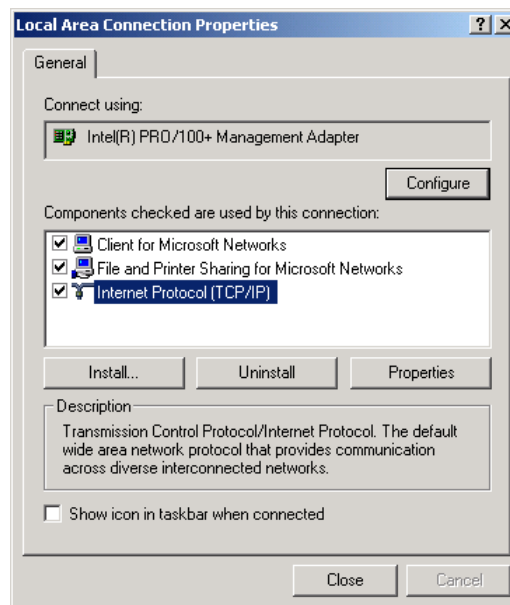 Local Area Connection Properties
General
Connect using:
Intel(R) PRO/100+ Management Adapter
Configure
Components checked are used by this connection:
Client for Microsoft Networks
File and Printer Sharing for Microsoft Networks
Internet Protocol (TCP/IP)
Install... Uninstall Properties
Description
Transmission Control Protocol/Internet Protocol. The default
wide area network protocol that provides communication
across diverse interconnected networks.
Show icon in taskbar when connected
Close Cancel